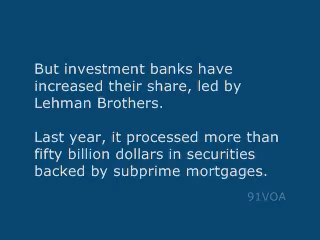 But investment banks have
increased their share, led by
Lehman Brothers.
Last year, it processed more than
fifty billion dollars in securities
backed by subprime mortgages.
91VOA